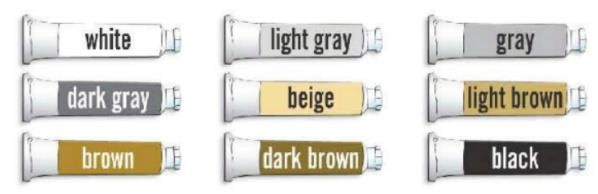 white
light gray
gray
dark gray
beige
light brown
brown
dark brown
black